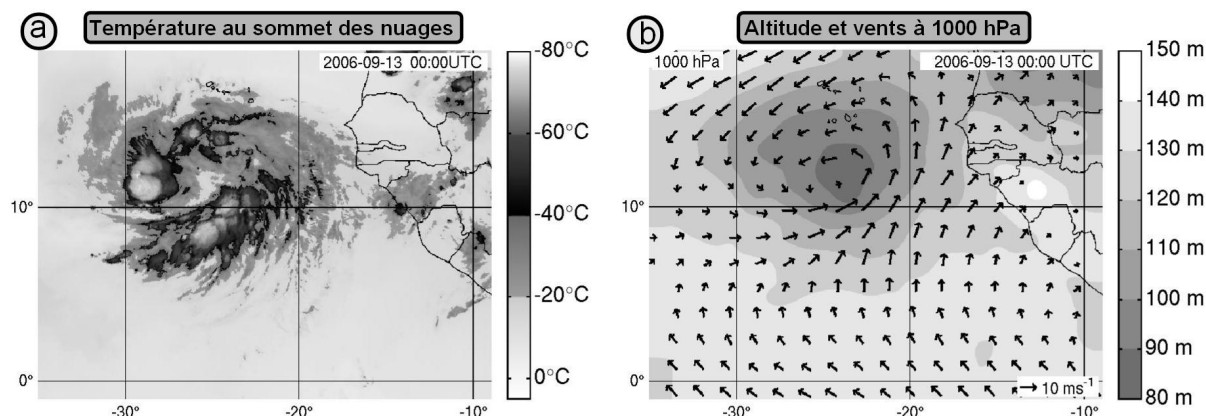 a
Température au sommet des nuages
2006-09-13 00:00UTC
10°
0°
-30°
-20°
-10°
-80°C
-60°C
-40°C
-20°C
0°C
b
Altitude et vents à 1000 hPa
1000 hPa
2006-09-13 00:00 UTC
10°
0°
10 ms⁻¹
-30°
-20°
-10°
150 m
140 m
130 m
120 m
110 m
100 m
90 m
80 m